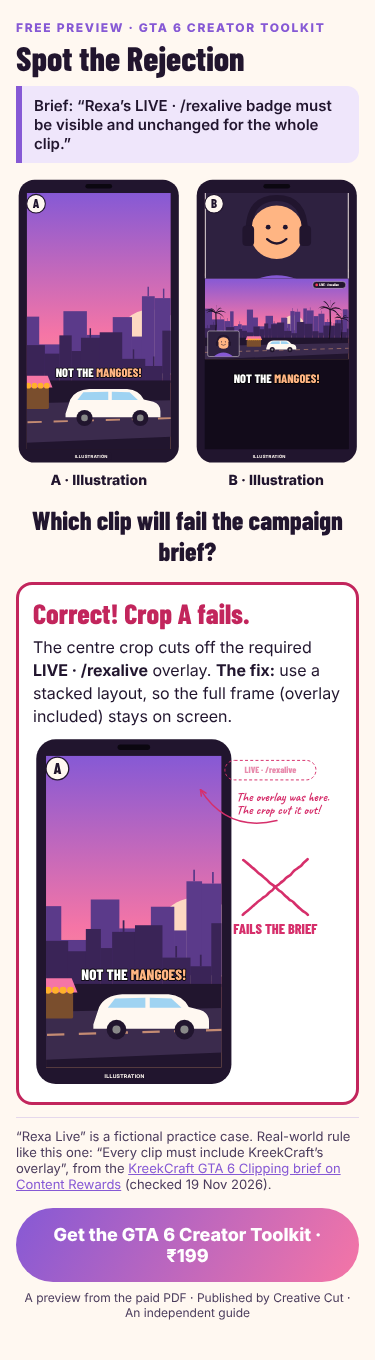 FREE PREVIEW · GTA 6 CREATOR TOOLKIT
Spot the Rejection
Brief: “Rexa’s LIVE · /rexalive badge must
be visible and unchanged for the whole
clip.”
A
B
LIVE · /rexalive
NOT THE MANGOES!
NOT THE MANGOES!
ILLUSTRATION
ILLUSTRATION
A · Illustration
B · Illustration
Which clip will fail the campaign
brief?
Correct! Crop A fails.
The centre crop cuts off the required
LIVE · /rexalive overlay. The fix: use a
stacked layout, so the full frame (overlay
included) stays on screen.
A
LIVE · /rexalive
The overlay was here.
The crop cut it out!
FAILS THE BRIEF
NOT THE MANGOES!
ILLUSTRATION
“Rexa Live” is a fictional practice case. Real-world rule
like this one: “Every clip must include KreekCraft’s
overlay”, from the KreekCraft GTA 6 Clipping brief on
Content Rewards (checked 19 Nov 2026).
Get the GTA 6 Creator Toolkit ·
₹199
A preview from the paid PDF · Published by Creative Cut ·
An independent guide